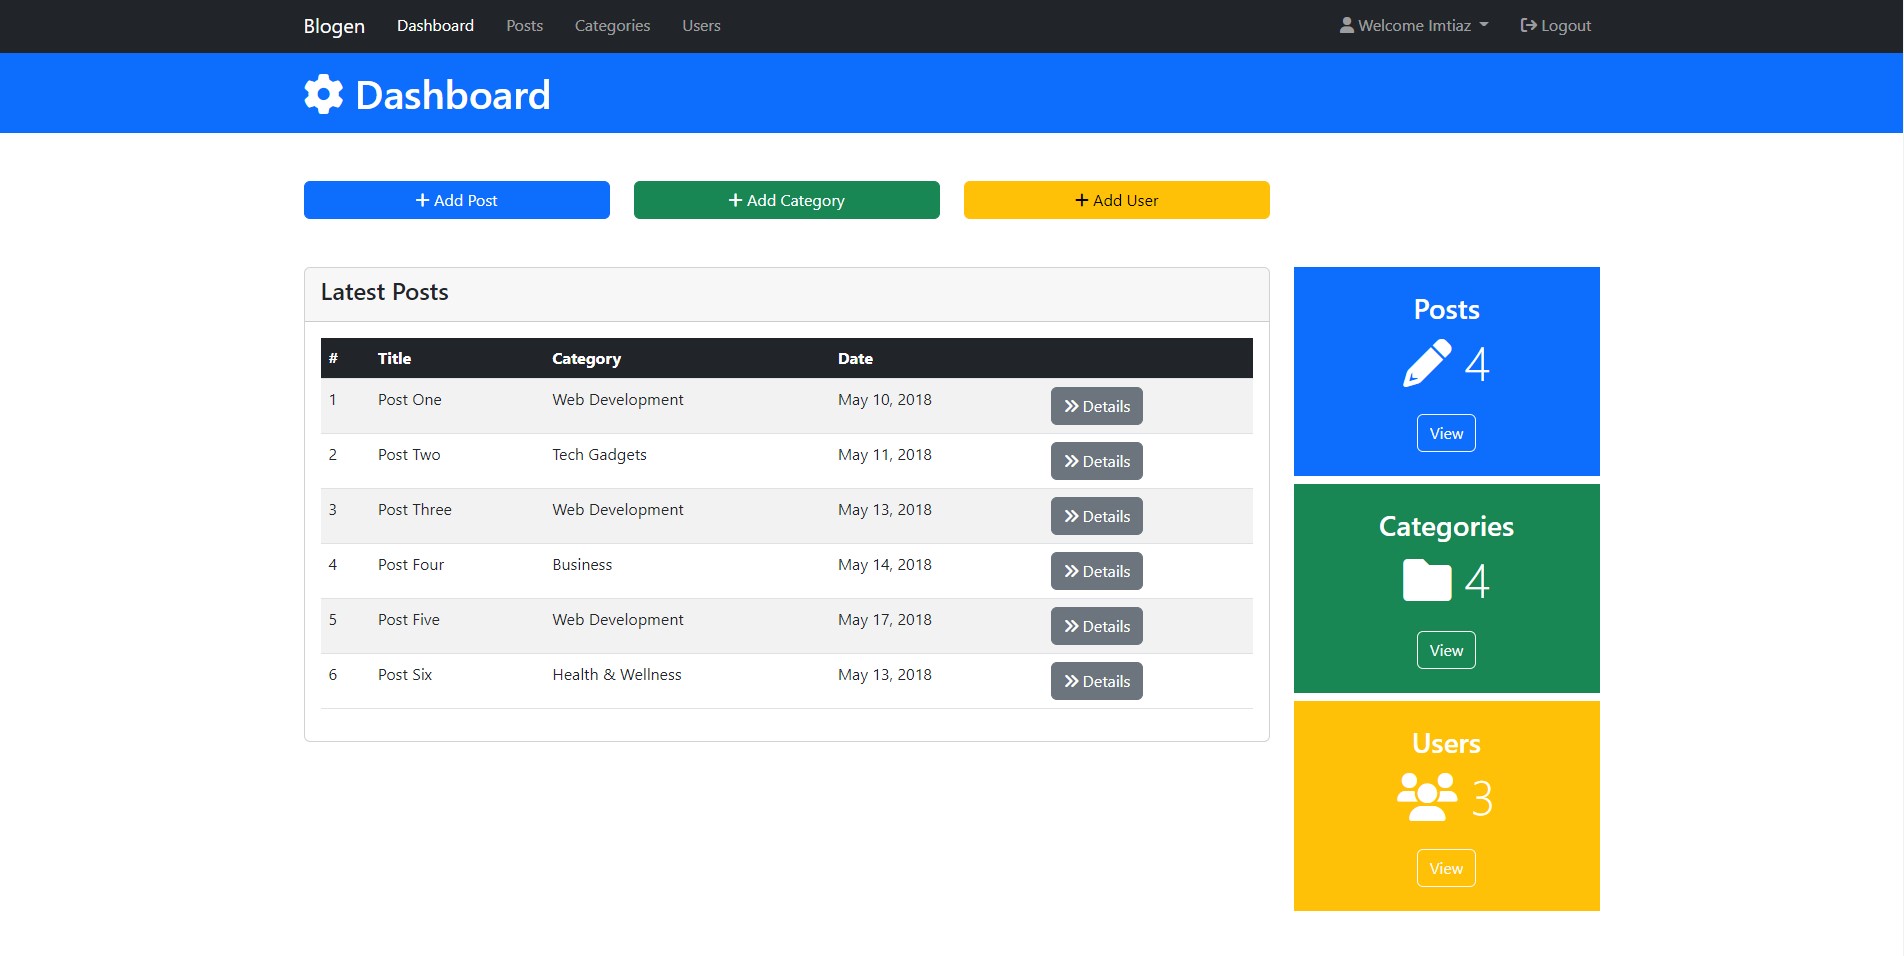 Blogen Dashboard Posts Categories Users Welcome Imtiaz Logout
Dashboard
+ Add Post + Add Category + Add User
Latest Posts
# Title Category Date
1 Post One Web Development May 10, 2018 Details
2 Post Two Tech Gadgets May 11, 2018 Details
3 Post Three Web Development May 13, 2018 Details
4 Post Four Business May 14, 2018 Details
5 Post Five Web Development May 17, 2018 Details
6 Post Six Health & Wellness May 13, 2018 Details
Posts
4
View
Categories
4
View
Users
3
View